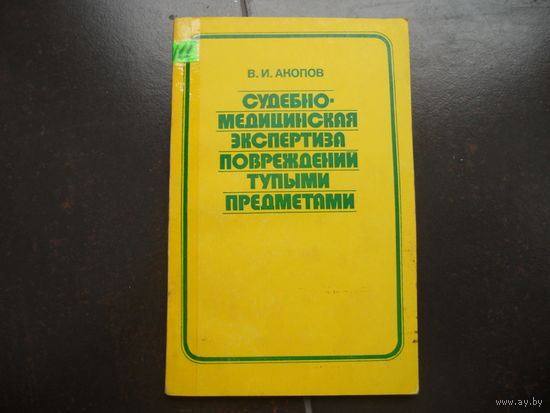 В. И. АКОПОВ
СУДЕБНО-
МЕДИЦИНСКАЯ
ЭКСПЕРТИЗА
ПОВРЕЖДЕНИЙ
ТУПЫМИ
ПРЕДМЕТАМИ
www.ay.by